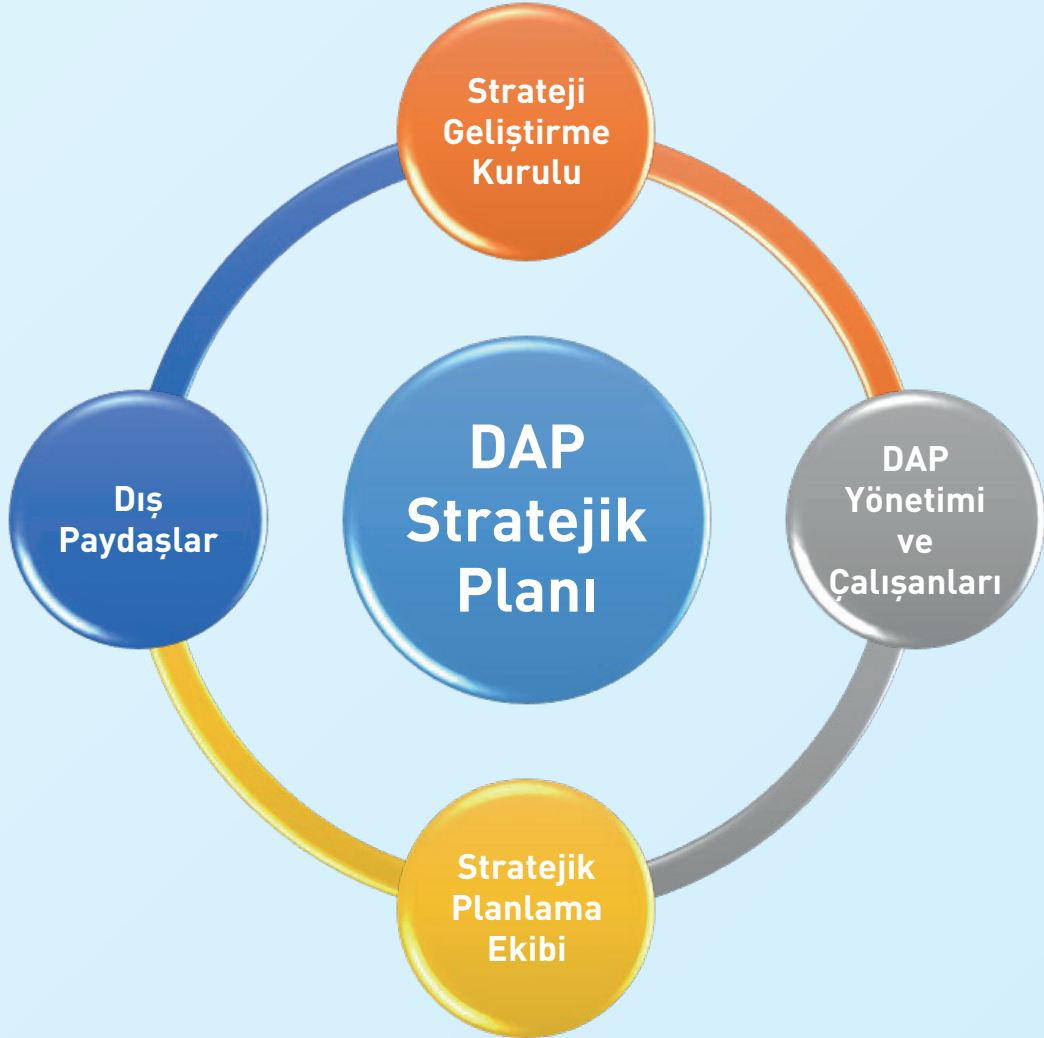 Strateji
Geliştirme
Kurulu
DAP
Stratejik
Planı
DAP
Yönetimi
ve
Çalışanları
Dış
Paydaşlar
Stratejik
Planlama
Ekibi